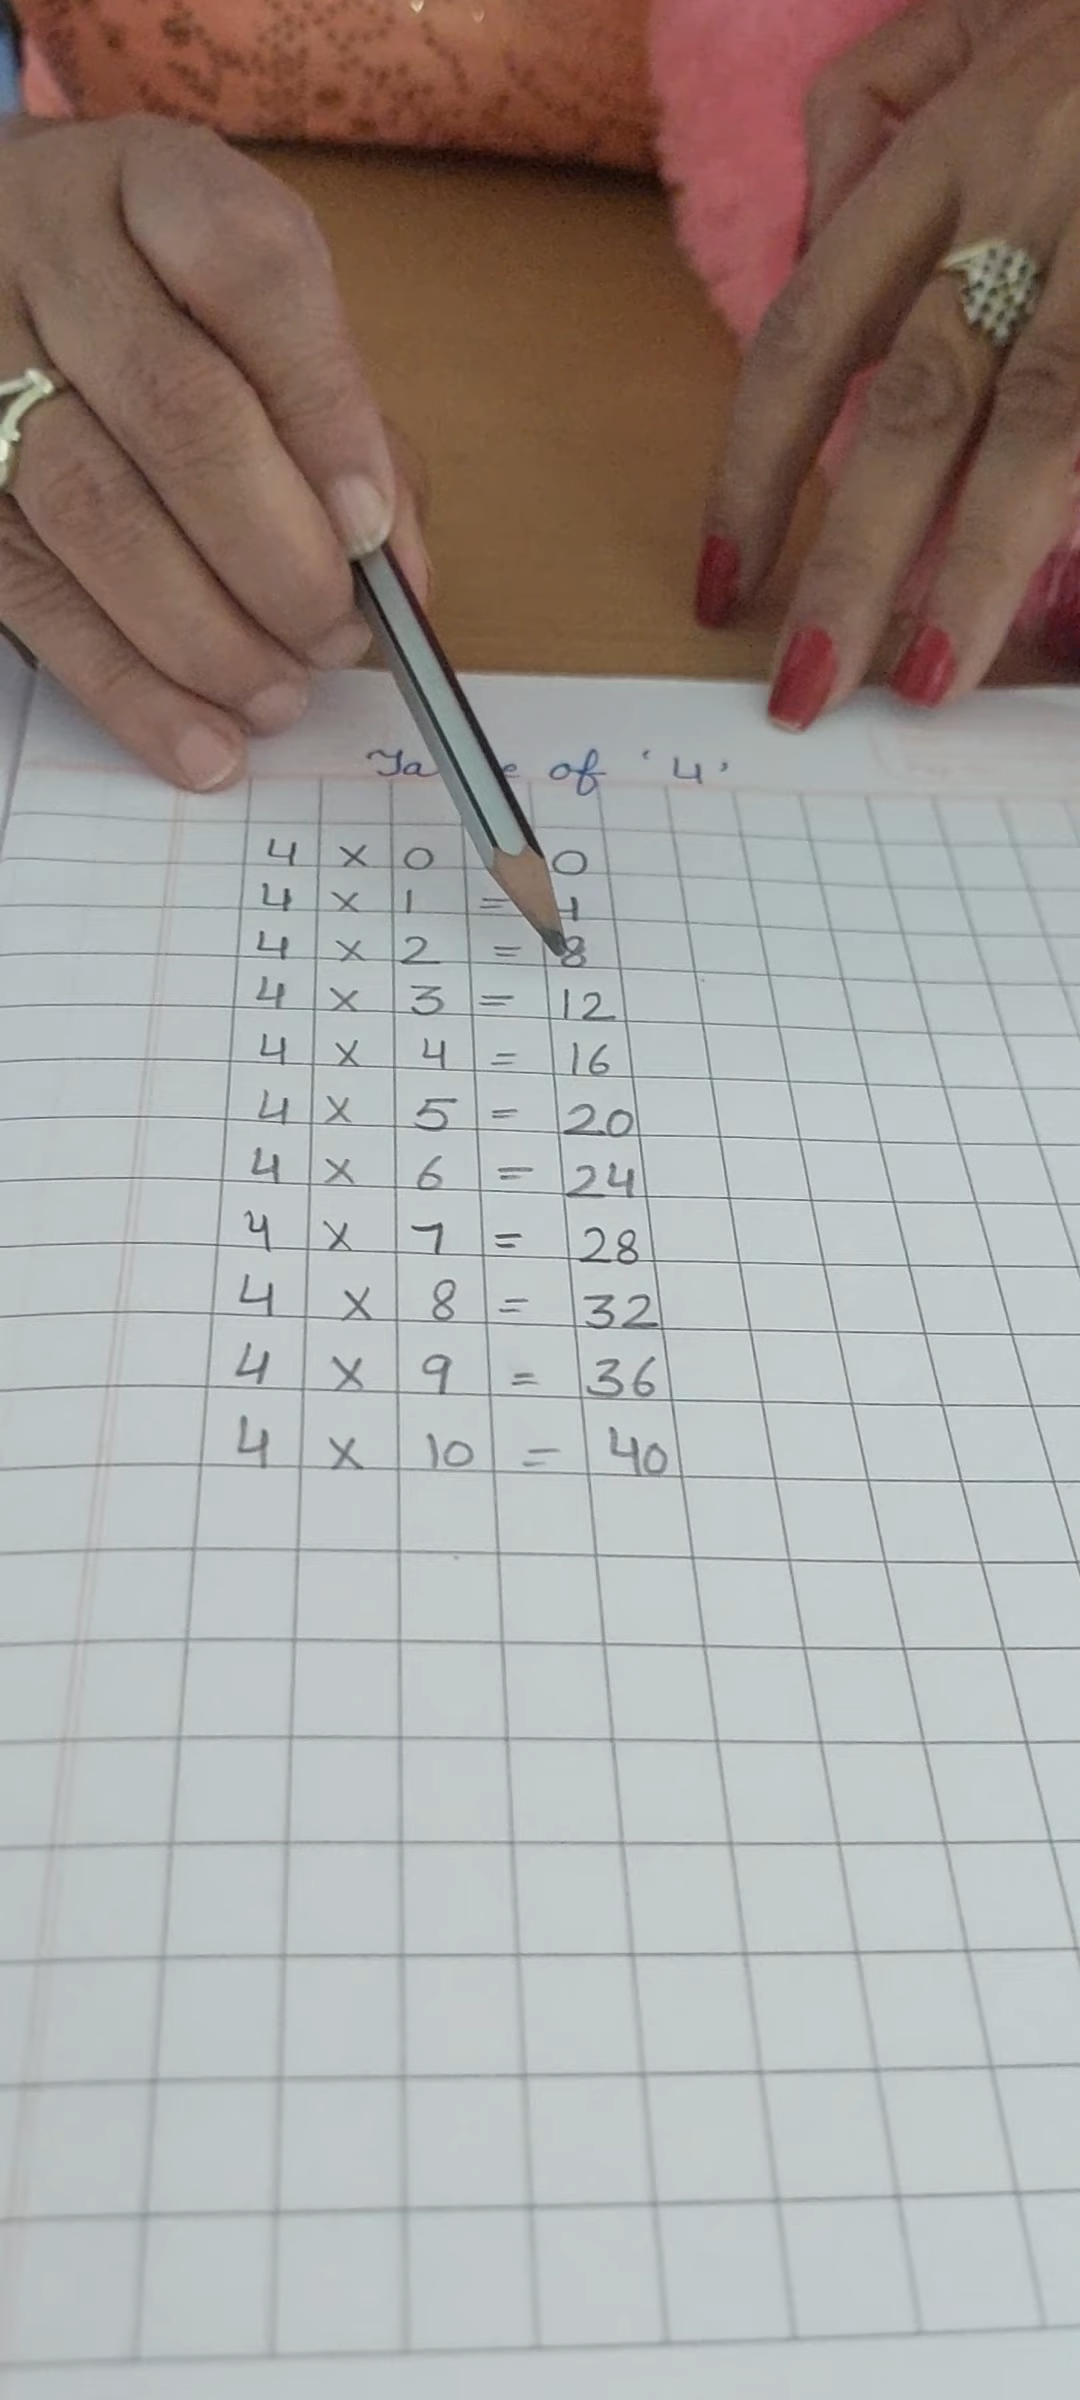 of '4'
4 × 0 0
4 × 1 = 4
4 × 2 = 8
4 × 3 = 12
4 × 4 = 16
4 × 5 = 20
4 × 6 = 24
4 × 7 = 28
4 × 8 = 32
4 × 9 = 36
4 × 10 = 40